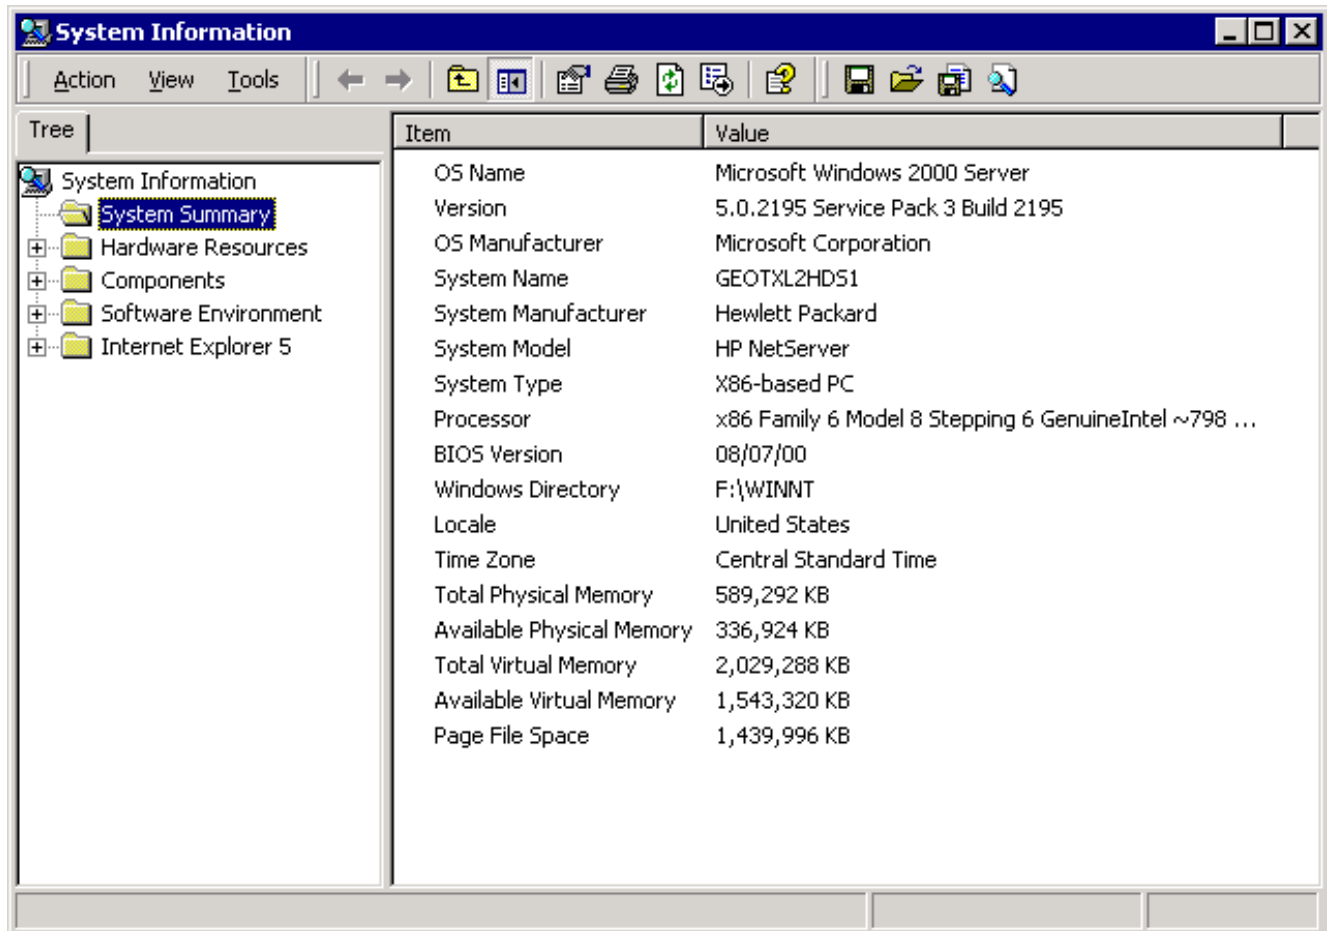 System Information
Action View Tools
Tree
System Information
System Summary
Hardware Resources
Components
Software Environment
Internet Explorer 5
Item Value
OS Name Microsoft Windows 2000 Server
Version 5.0.2195 Service Pack 3 Build 2195
OS Manufacturer Microsoft Corporation
System Name GEOTXL2HDS1
System Manufacturer Hewlett Packard
System Model HP NetServer
System Type X86-based PC
Processor x86 Family 6 Model 8 Stepping 6 GenuineIntel ~798 ...
BIOS Version 08/07/00
Windows Directory F:\WINNT
Locale United States
Time Zone Central Standard Time
Total Physical Memory 589,292 KB
Available Physical Memory 336,924 KB
Total Virtual Memory 2,029,288 KB
Available Virtual Memory 1,543,320 KB
Page File Space 1,439,996 KB